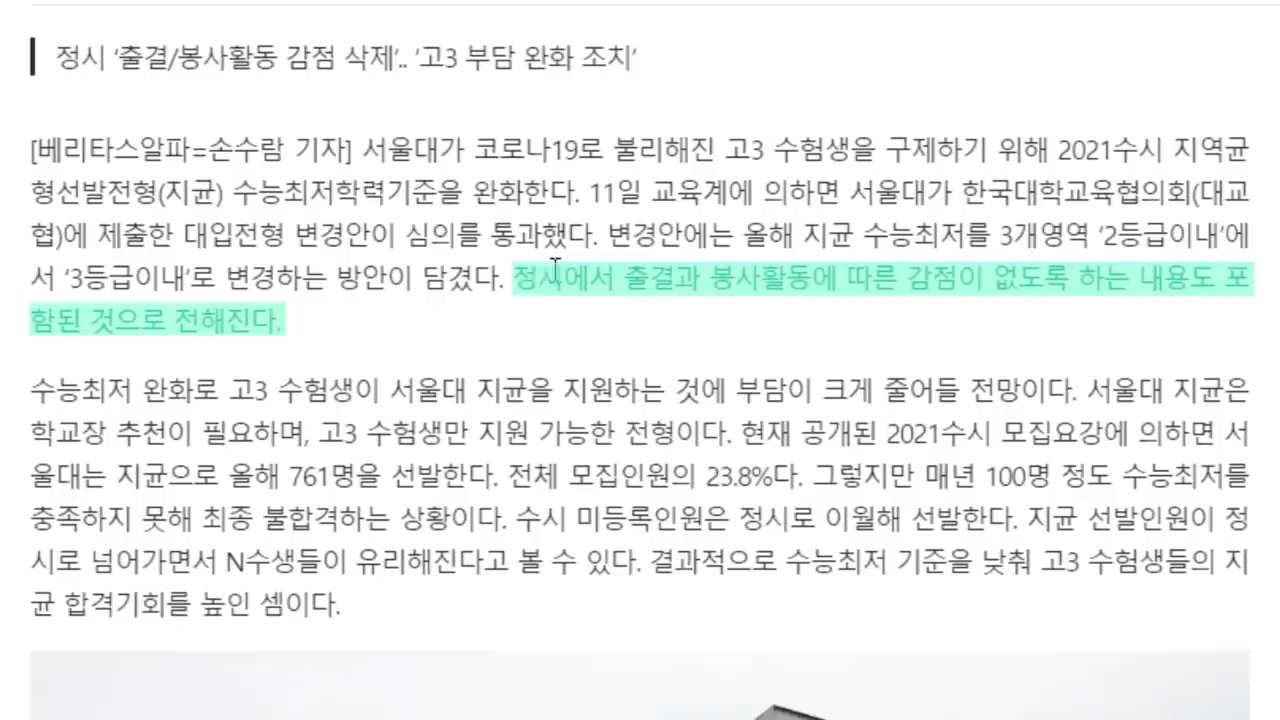 정시 ‘출결/봉사활동 감점 삭제’.. ‘고3 부담 완화 조치’
[베리타스알파=손수람 기자] 서울대가 코로나19로 불리해진 고3 수험생을 구제하기 위해 2021수시 지역균
형선발전형(지균) 수능최저학력기준을 완화한다. 11일 교육계에 의하면 서울대가 한국대학교육협의회(대교
협)에 제출한 대입전형 변경안이 심의를 통과했다. 변경안에는 올해 지균 수능최저를 3개영역 ‘2등급이내’에
서 ‘3등급이내’로 변경하는 방안이 담겼다. 정시에서 출결과 봉사활동에 따른 감점이 없도록 하는 내용도 포
함된 것으로 전해진다.
수능최저 완화로 고3 수험생이 서울대 지균을 지원하는 것에 부담이 크게 줄어들 전망이다. 서울대 지균은
학교장 추천이 필요하며, 고3 수험생만 지원 가능한 전형이다. 현재 공개된 2021수시 모집요강에 의하면 서
울대는 지균으로 올해 761명을 선발한다. 전체 모집인원의 23.8%다. 그렇지만 매년 100명 정도 수능최저를
충족하지 못해 최종 불합격하는 상황이다. 수시 미등록인원은 정시로 이월해 선발한다. 지균 선발인원이 정
시로 넘어가면서 N수생들이 유리해진다고 볼 수 있다. 결과적으로 수능최저 기준을 낮춰 고3 수험생들의 지
균 합격기회를 높인 셈이다.